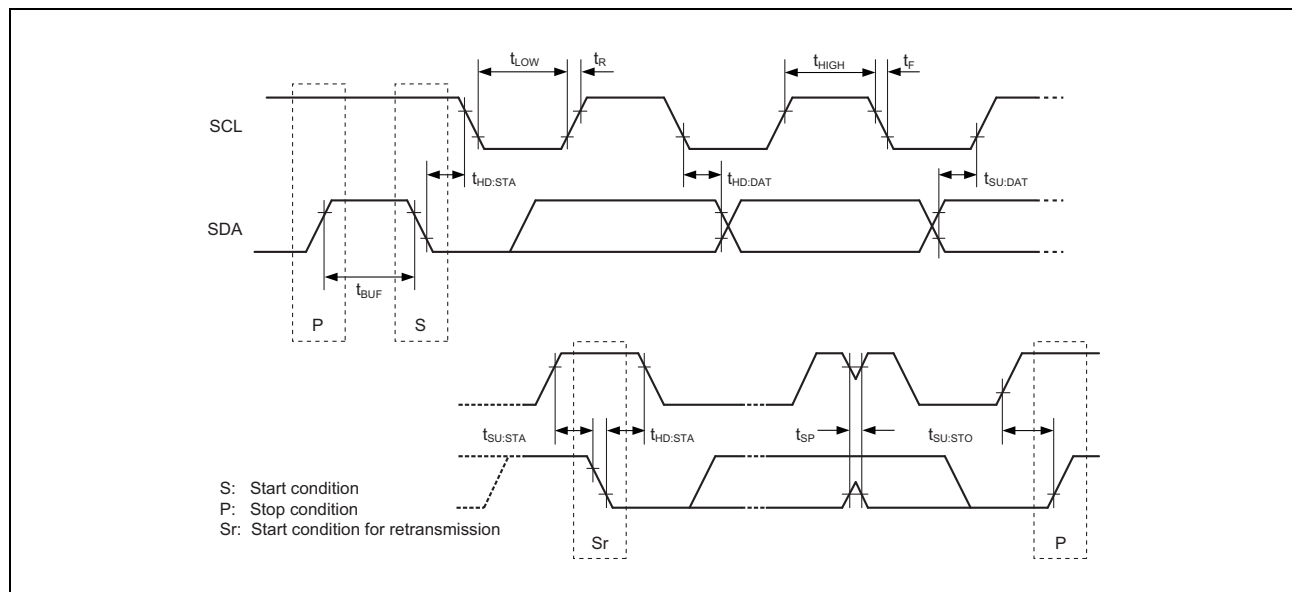 tLOW
tR
tHIGH
tF
SCL
tHD:STA
tHD:DAT
tSU:DAT
SDA
tBUF
P
S
tSU:STA
tHD:STA
tSP
tSU:STO
S: Start condition
P: Stop condition
Sr: Start condition for retransmission
Sr
P